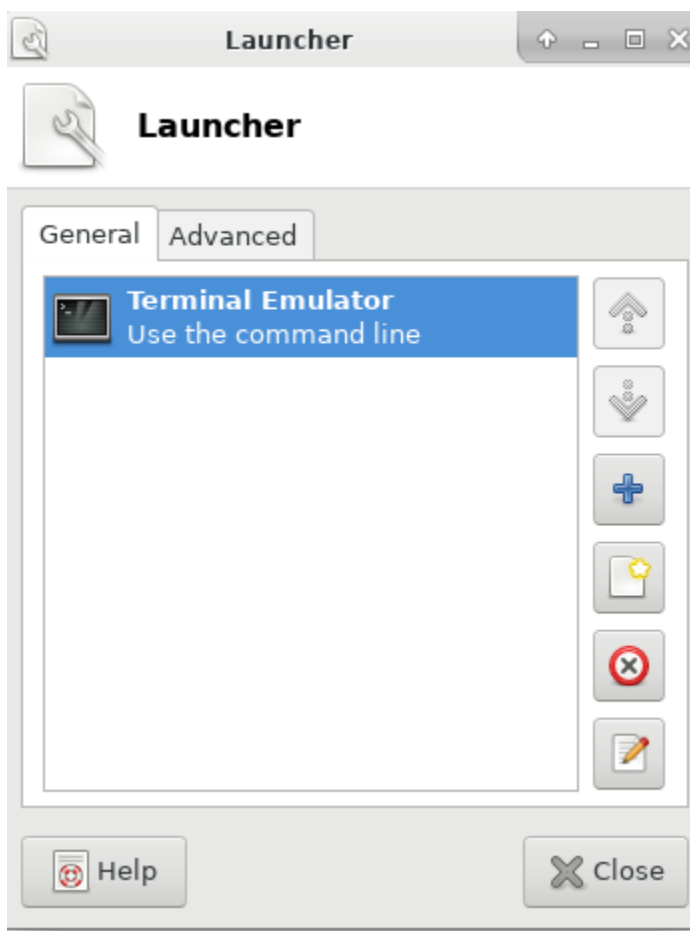 Launcher
Launcher
General
Advanced
Terminal Emulator
Use the command line
Help
Close